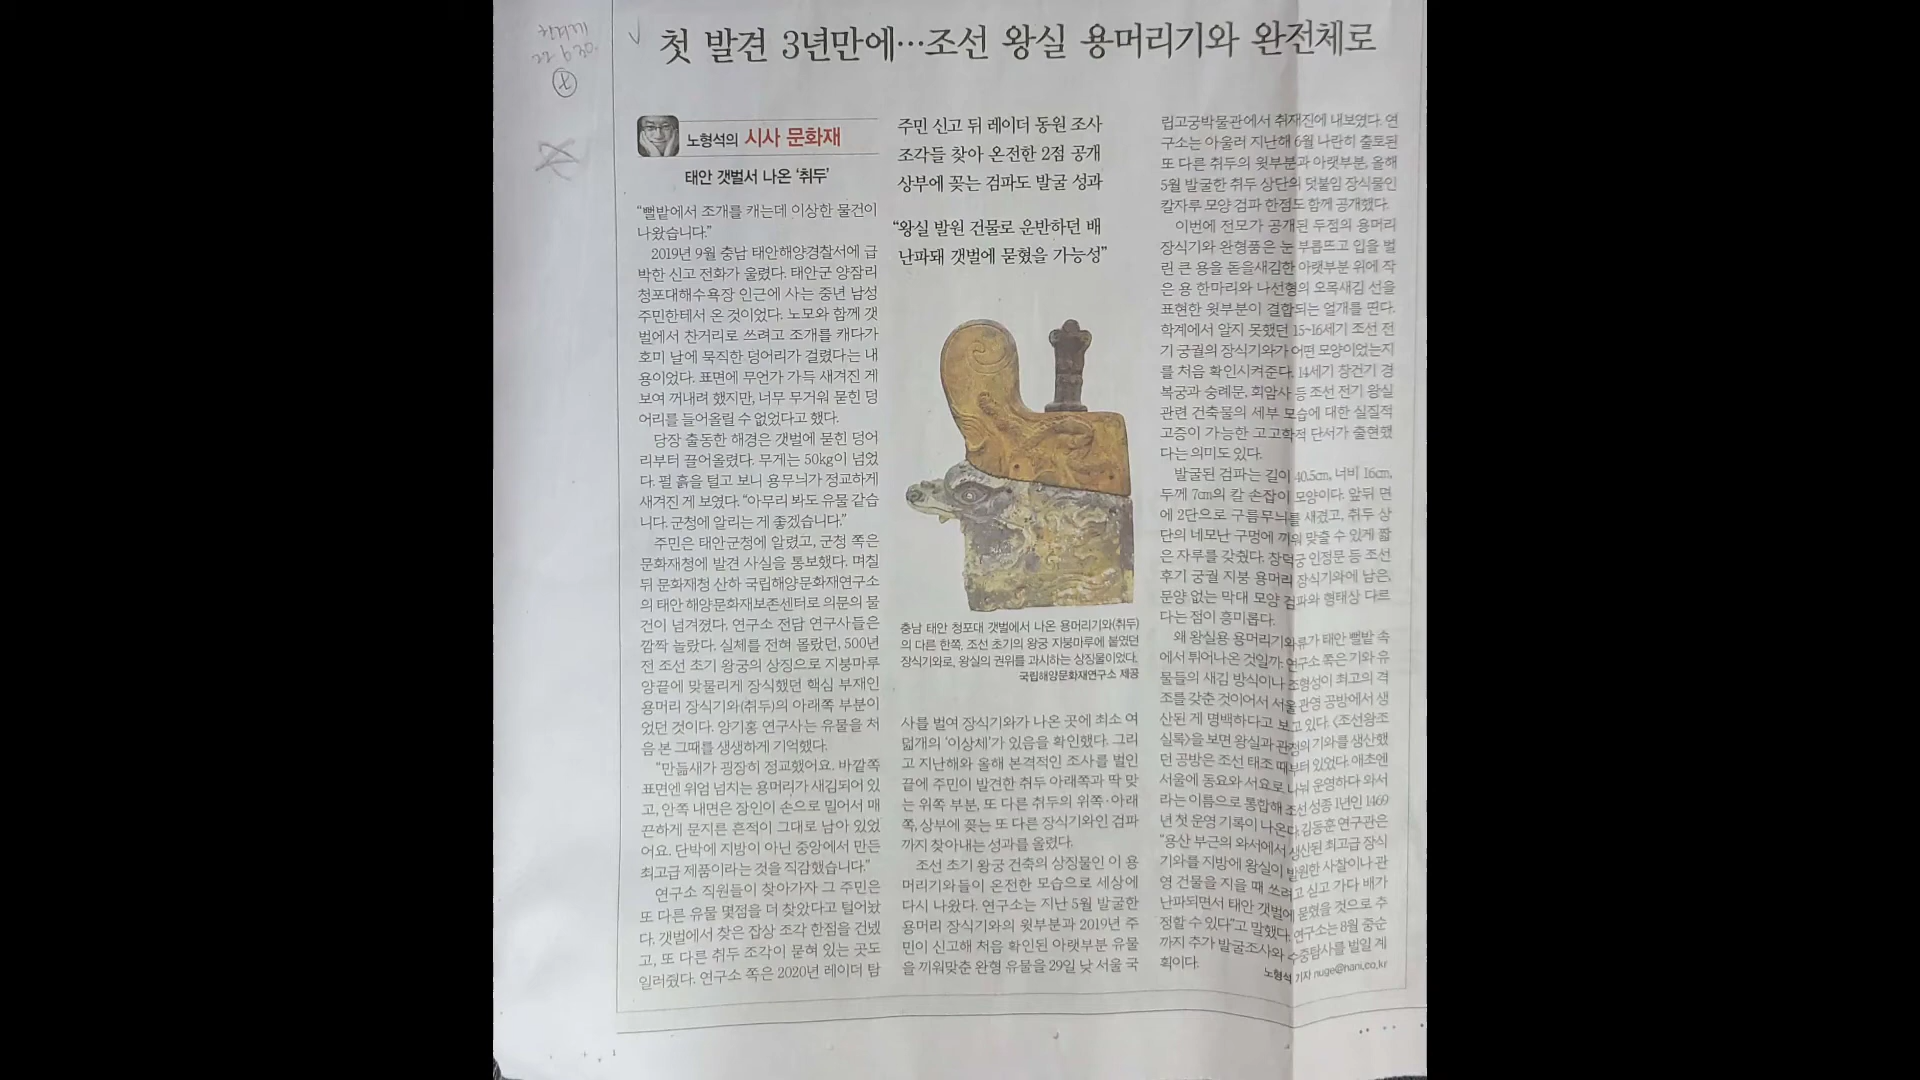 첫 발견 3년만에…조선 왕실 용머리기와 완전체로
노형석의 시사 문화재
태안 갯벌서 나온 ‘취두’
“뻘밭에서 조개를 캐는데 이상한 물건이
나왔습니다.”
2019년 9월 충남 태안해양경찰서에 급
박한 신고 전화가 울렸다. 태안군 양잠리
청포대해수욕장 인근에 사는 중년 남성
주민한테서 온 것이었다. 노모와 함께 갯
벌에서 찬거리로 쓰려고 조개를 캐다가
호미 날에 묵직한 덩어리가 걸렸다는 내
용이었다. 표면에 무언가 가득 새겨진 게
보여 꺼내려 했지만, 너무 무거워 묻힌 덩
어리를 들어올릴 수 없었다고 했다.
당장 출동한 해경은 갯벌에 묻힌 덩어
리부터 끌어올렸다. 무게는 50㎏이 넘었
다. 펄 흙을 털고 보니 용무늬가 정교하게
새겨진 게 보였다. “아무리 봐도 유물 같습
니다. 군청에 알리는 게 좋겠습니다.”
주민은 태안군청에 알렸고, 군청 쪽은
문화재청에 발견 사실을 통보했다. 며칠
뒤 문화재청 산하 국립해양문화재연구소
의 태안 해양문화재보존센터로 의문의 물
건이 넘겨졌다. 연구소 전담 연구사들은
깜짝 놀랐다. 실체를 전혀 몰랐던, 500년
전 조선 초기 왕궁의 상징으로 지붕마루
양끝에 맞물리게 장식했던 핵심 부재인
용머리 장식기와(취두)의 아래쪽 부분이
었던 것이다. 양기홍 연구사는 유물을 처
음 본 그때를 생생하게 기억했다.
“만듦새가 굉장히 정교했어요. 바깥쪽
표면엔 위엄 넘치는 용머리가 새김되어 있
고, 안쪽 내면은 장인이 손으로 밀어서 매
끈하게 문지른 흔적이 그대로 남아 있었
어요. 단박에 지방이 아닌 중앙에서 만든
최고급 제품이라는 것을 직감했습니다.”
연구소 직원들이 찾아가자 그 주민은
또 다른 유물 몇점을 더 찾았다고 털어놨
다. 갯벌에서 찾은 잡상 조각 한점을 건넸
고, 또 다른 취두 조각이 묻혀 있는 곳도
일러줬다. 연구소 쪽은 2020년 레이더 탐
주민 신고 뒤 레이더 동원 조사
조각들 찾아 온전한 2점 공개
상부에 꽂는 검파도 발굴 성과
“왕실 발원 건물로 운반하던 배
난파돼 갯벌에 묻혔을 가능성”
충남 태안 청포대 갯벌에서 나온 용머리기와(취두)
의 다른 한쪽. 조선 초기의 왕궁 지붕마루에 붙였던
장식기와로, 왕실의 권위를 과시하는 상징물이었다.
국립해양문화재연구소 제공
사를 벌여 장식기와가 나온 곳에 최소 여
덟개의 ‘이상체’가 있음을 확인했다. 그리
고 지난해와 올해 본격적인 조사를 벌인
끝에 주민이 발견한 취두 아래쪽과 딱 맞
는 위쪽 부분, 또 다른 취두의 위쪽·아래
쪽, 상부에 꽂는 또 다른 장식기와인 검파
까지 찾아내는 성과를 올렸다.
조선 초기 왕궁 건축의 상징물인 이 용
머리기와들이 온전한 모습으로 세상에
다시 나왔다. 연구소는 지난 5월 발굴한
용머리 장식기와의 윗부분과 2019년 주
민이 신고해 처음 확인된 아랫부분 유물
을 끼워맞춘 완형 유물을 29일 낮 서울 국
립고궁박물관에서 취재진에 내보였다. 연
구소는 아울러 지난해 6월 나란히 출토된
또 다른 취두의 윗부분과 아랫부분, 올해
5월 발굴한 취두 상단의 덧붙임 장식물인
칼자루 모양 검파 한점도 함께 공개했다.
이번에 전모가 공개된 두점의 용머리
장식기와 완형품은 눈 부릅뜨고 입을 벌
린 큰 용을 돋을새김한 아랫부분 위에 작
은 용 한마리와 나선형의 오목새김 선을
표현한 윗부분이 결합되는 얼개를 띤다.
학계에서 알지 못했던 15~16세기 조선 전
기 궁궐의 장식기와가 어떤 모양이었는지
를 처음 확인시켜준다. 14세기 창건기 경
복궁과 숭례문, 회암사 등 조선 전기 왕실
관련 건축물의 세부 모습에 대한 실질적
고증이 가능한 고고학적 단서가 출현했
다는 의미도 있다.
발굴된 검파는 길이 40.5㎝, 너비 16㎝,
두께 7㎝의 칼 손잡이 모양이다. 앞뒤 면
에 2단으로 구름무늬를 새겼고, 취두 상
단의 네모난 구멍에 끼워 맞출 수 있게 짧
은 자루를 갖췄다. 창덕궁 인정문 등 조선
후기 궁궐 지붕 용머리 장식기와에 남은,
문양 없는 막대 모양 검파와 형태상 다르
다는 점이 흥미롭다.
왜 왕실용 용머리기와류가 태안 뻘밭 속
에서 튀어나온 것일까. 연구소 쪽은 기와 유
물들의 새김 방식이나 조형성이 최고의 격
조를 갖춘 것이어서 서울 관영 공방에서 생
산된 게 명백하다고 보고 있다. <조선왕조
실록>을 보면 왕실과 관청의 기와를 생산했
던 공방은 조선 태조 때부터 있었다. 애초엔
서울에 동요와 서요로 나눠 운영하다 와서
라는 이름으로 통합해 조선 성종 1년인 1469
년 첫 운영 기록이 나온다. 김동훈 연구관은
“용산 부근의 와서에서 생산된 최고급 장식
기와를 지방에 왕실이 발원한 사찰이나 관
영 건물을 지을 때 쓰려고 싣고 가다 배가
난파되면서 태안 갯벌에 묻혔을 것으로 추
정할 수 있다”고 말했다. 연구소는 8월 중순
까지 추가 발굴조사와 수중탐사를 벌일 계
획이다.
노형석 기자 nuge@hani.co.kr